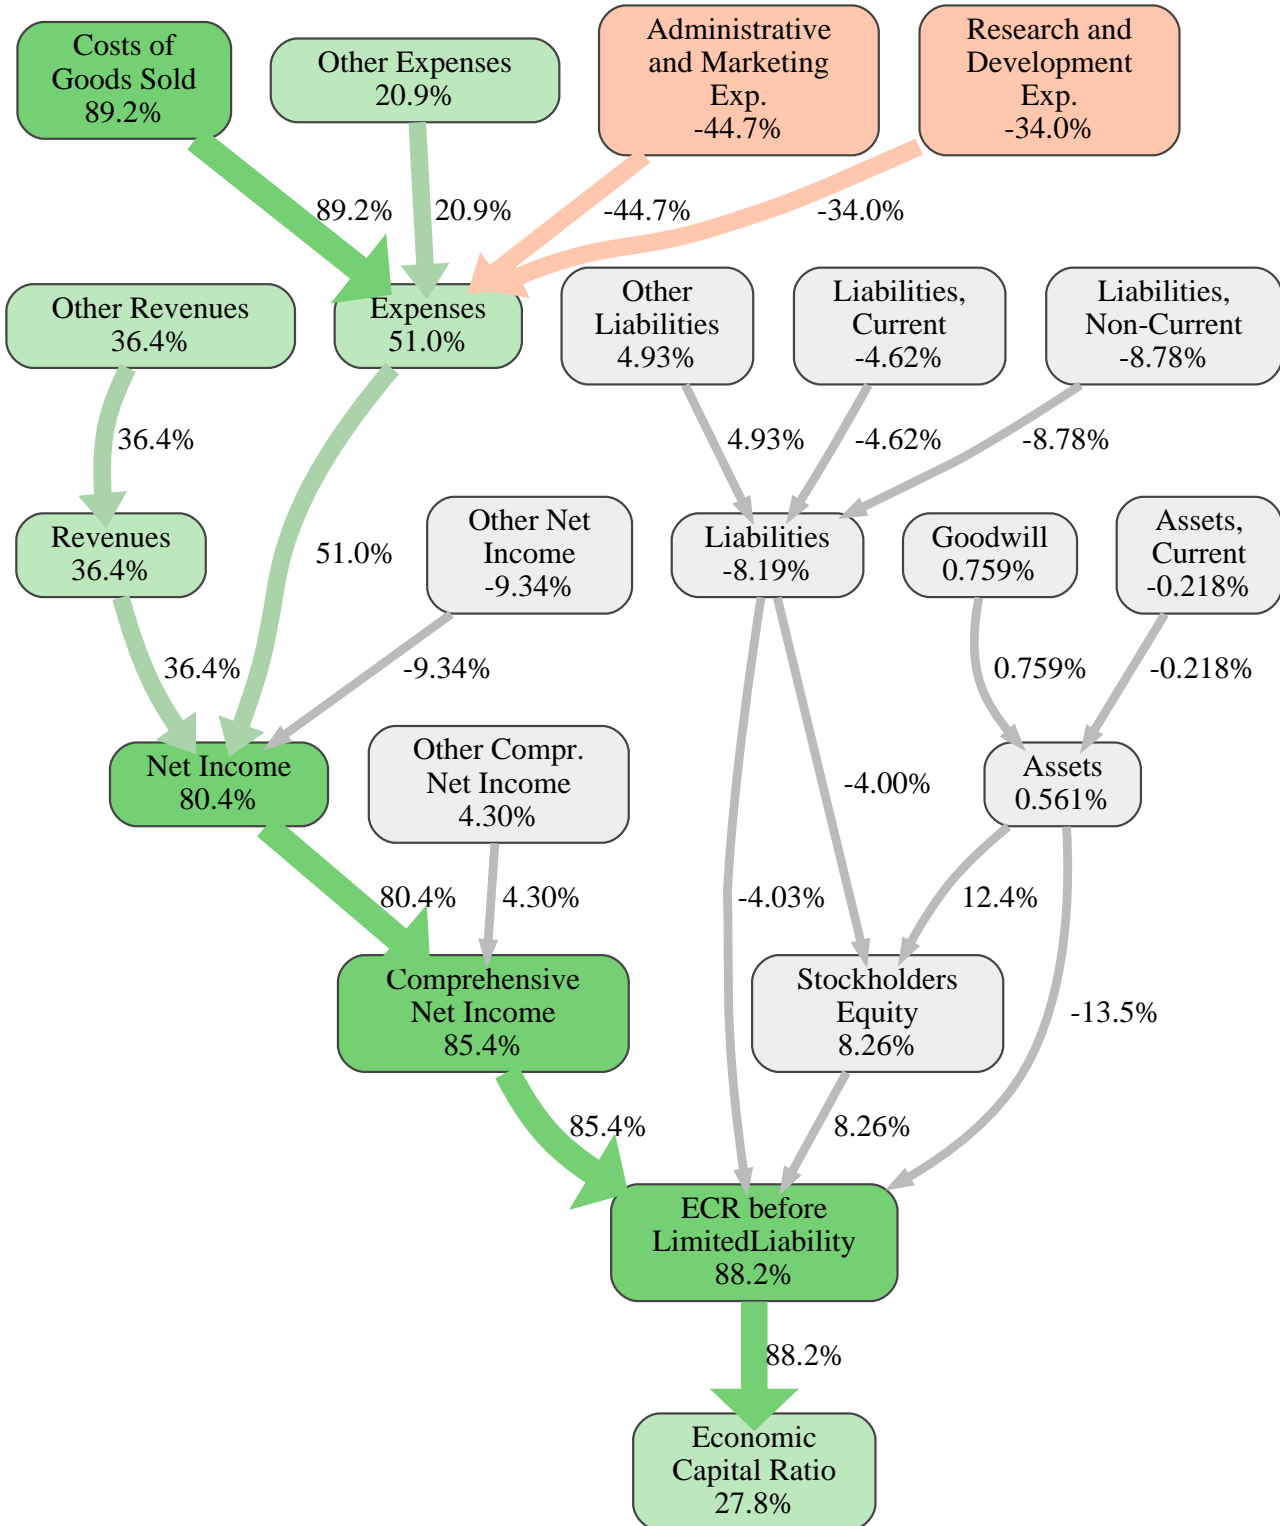 Costs of
Goods Sold
89.2%
Other Expenses
20.9%
Administrative
and Marketing
Exp.
-44.7%
Research and
Development
Exp.
-34.0%
89.2%
20.9%
-44.7%
-34.0%
Other Revenues
36.4%
Expenses
51.0%
Other
Liabilities
4.93%
Liabilities,
Current
-4.62%
Liabilities,
Non-Current
-8.78%
36.4%
4.93%
-4.62%
-8.78%
Revenues
36.4%
51.0%
Other Net
Income
-9.34%
Liabilities
-8.19%
Goodwill
0.759%
Assets,
Current
-0.218%
36.4%
-9.34%
0.759%
-0.218%
Net Income
80.4%
Other Compr.
Net Income
4.30%
-4.00%
Assets
0.561%
80.4%
4.30%
-4.03%
12.4%
Comprehensive
Net Income
85.4%
Stockholders
Equity
8.26%
-13.5%
85.4%
8.26%
ECR before
LimitedLiability
88.2%
88.2%
Economic
Capital Ratio
27.8%